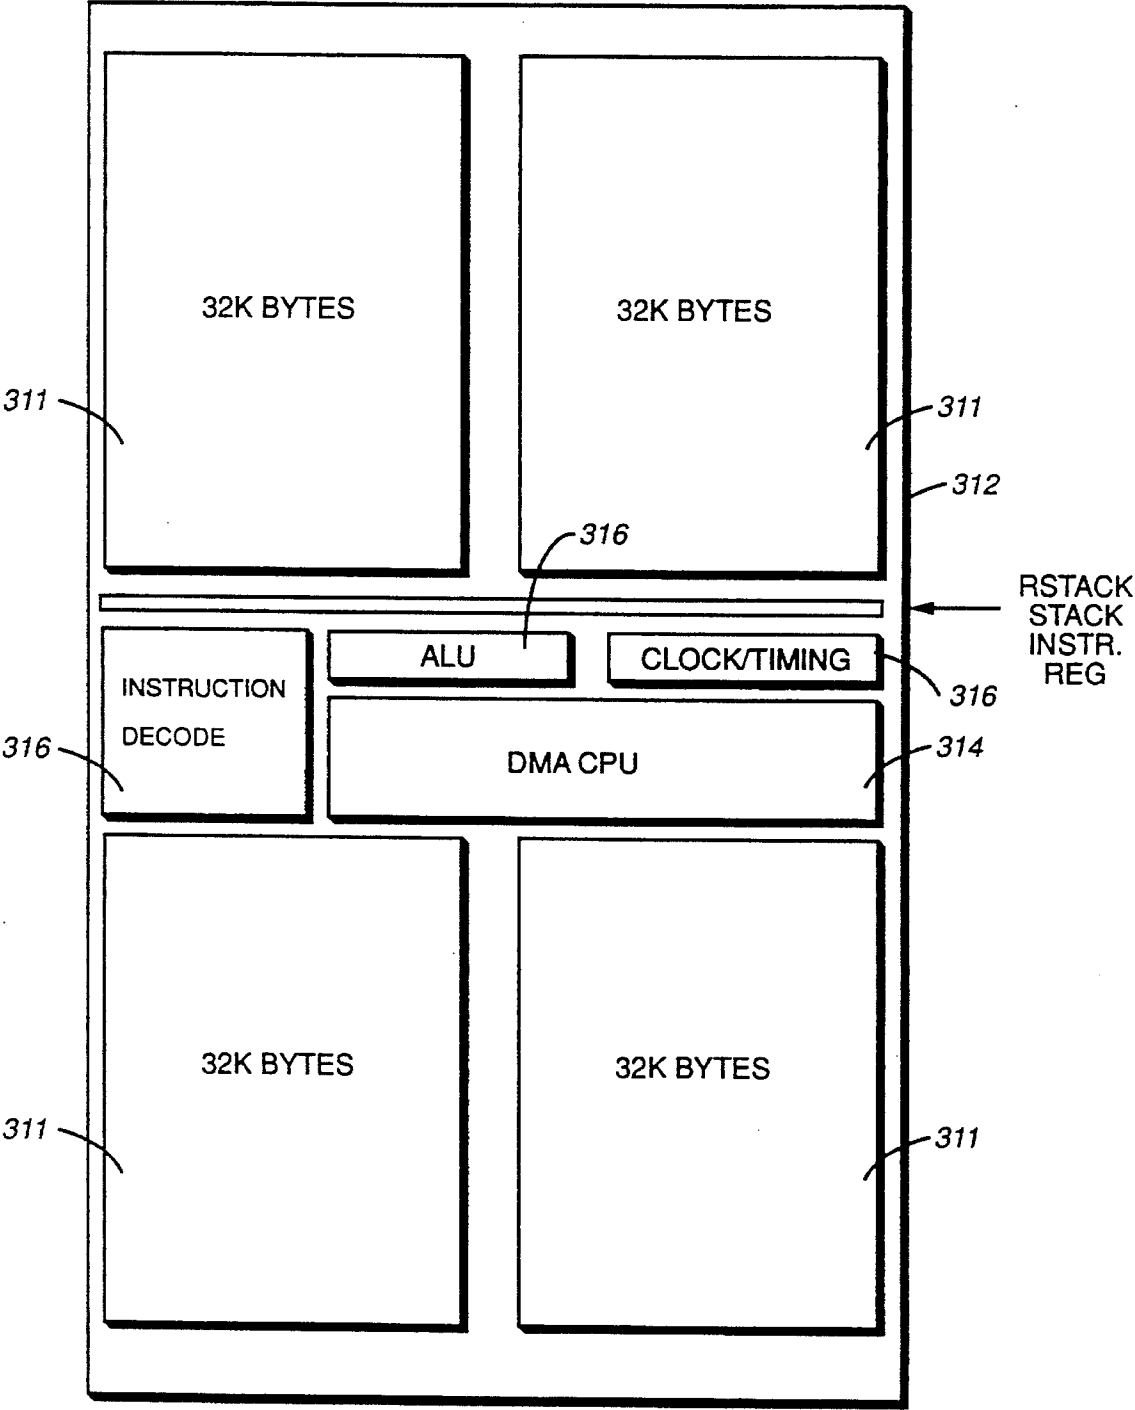 32K BYTES
32K BYTES
311
311
312
316
RSTACK
STACK
INSTR.
REG
ALU
CLOCK/TIMING
316
INSTRUCTION
DECODE
316
DMA CPU
314
32K BYTES
32K BYTES
311
311